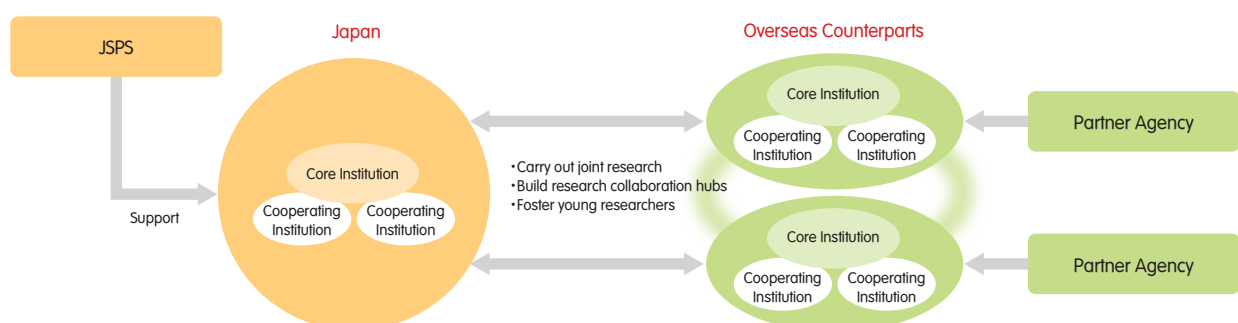 JSPS
Japan
Overseas Counterparts
Support
Core Institution
Cooperating
Institution
Cooperating
Institution
•Carry out joint research
•Build research collaboration hubs
•Foster young researchers
Core Institution
Cooperating
Institution
Cooperating
Institution
Partner Agency
Core Institution
Cooperating
Institution
Cooperating
Institution
Partner Agency